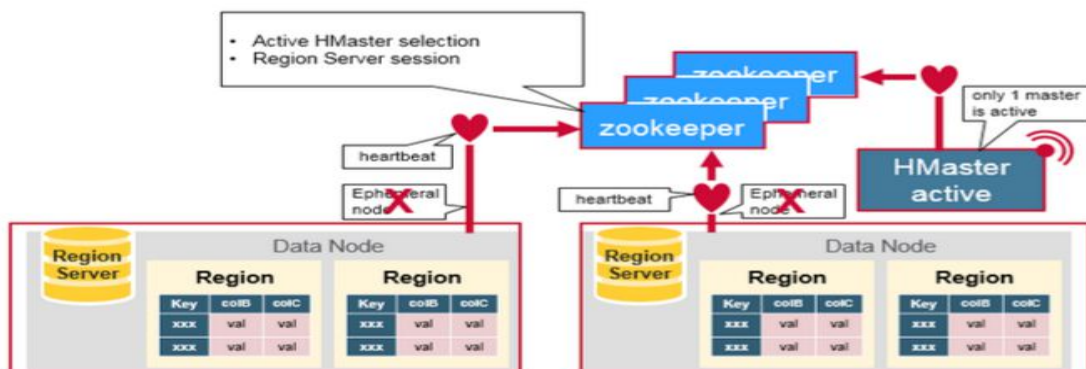 • Active HMaster selection
• Region Server session
zookeeper
zookeeper
zookeeper
only 1 master
is active
HMaster
active
heartbeat
Ephemeral
node
X
heartbeat
Ephemeral
node
X
Region
Server
Data Node
Region
Key colB colC
xxx val val
xxx val val
Region
Key colB colC
xxx val val
xxx val val
Region
Server
Data Node
Region
Key colB colC
xxx val val
xxx val val
Region
Key colB colC
xxx val val
xxx val val